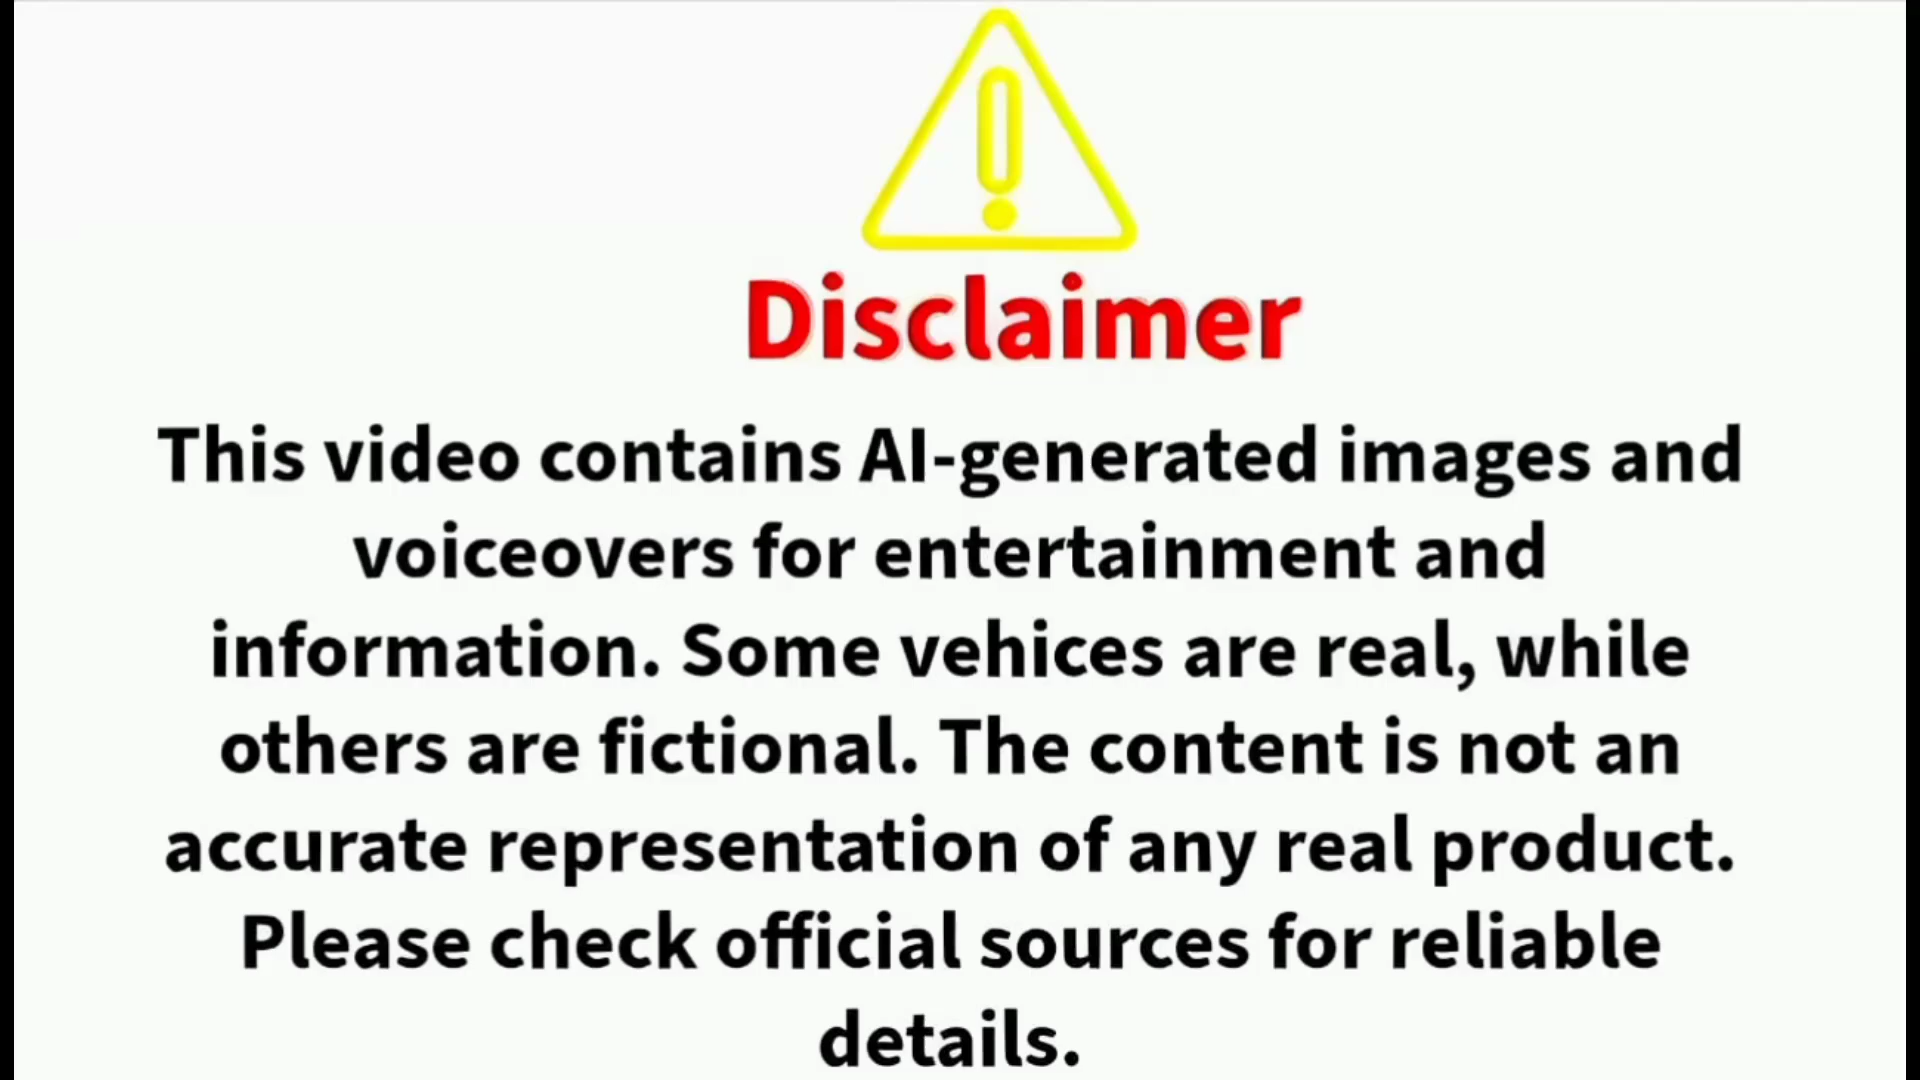 Disclaimer
This video contains AI-generated images and
voiceovers for entertainment and
information. Some vehices are real, while
others are fictional. The content is not an
accurate representation of any real product.
Please check official sources for reliable
details.